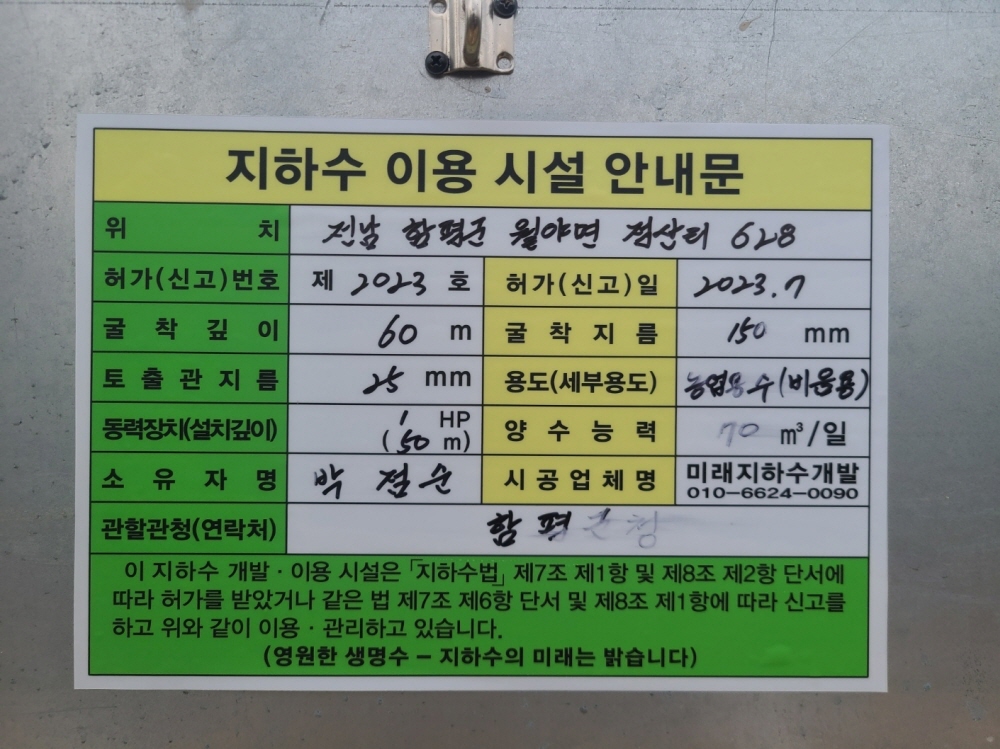 지하수 이용 시설 안내문
위 치 전남 함평군 월야면 정산리 628
허가(신고)번호 제 2023 호 허가(신고)일 2023.7
굴 착 깊 이 60 m 굴 착 지 름 150 mm
토 출 관 지 름 25 mm 용도(세부용도) 농업용수(비음용)
동력장치(설치깊이) 1 HP (50 m) 양 수 능 력 70 ㎥/일
소 유 자 명 박 점 순 시 공 업 체 명 미래지하수개발
010-6624-0090
관할관청(연락처) 함평군청
이 지하수 개발 · 이용 시설은 「지하수법」 제7조 제1항 및 제8조 제2항 단서에
따라 허가를 받았거나 같은 법 제7조 제6항 단서 및 제8조 제1항에 따라 신고를
하고 위와 같이 이용 · 관리하고 있습니다.
(영원한 생명수 – 지하수의 미래는 밝습니다)